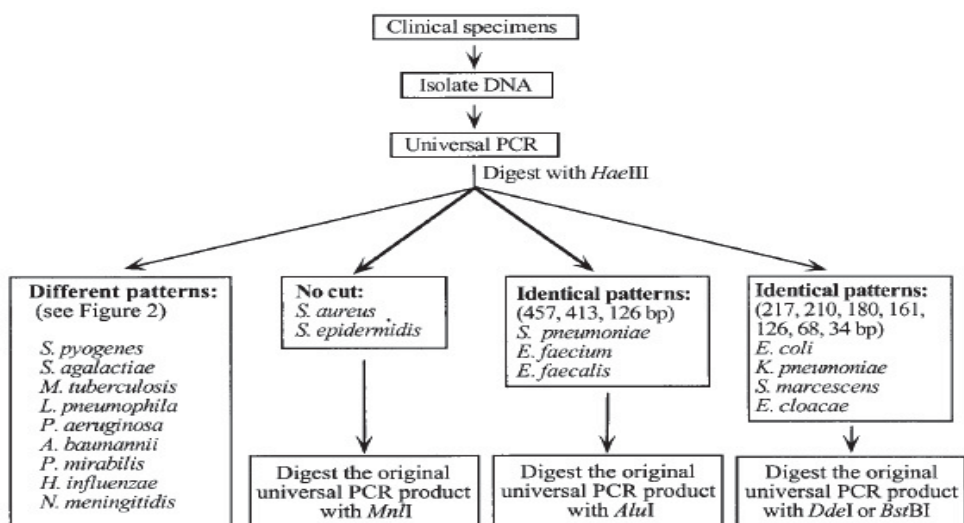 Clinical specimens
Isolate DNA
Universal PCR
Digest with HaeIII
Different patterns:
(see Figure 2)
S. pyogenes
S. agalactiae
M. tuberculosis
L. pneumophila
P. aeruginosa
A. baumannii
P. mirabilis
H. influenzae
N. meningitidis
No cut:
S. aureus
S. epidermidis
Digest the original
universal PCR product
with MnlI
Identical patterns:
(457, 413, 126 bp)
S. pneumoniae
E. faecium
E. faecalis
Digest the original
universal PCR product
with AluI
Identical patterns:
(217, 210, 180, 161,
126, 68, 34 bp)
E. coli
K. pneumoniae
S. marcescens
E. cloacae
Digest the original
universal PCR product
with DdeI or BstBI